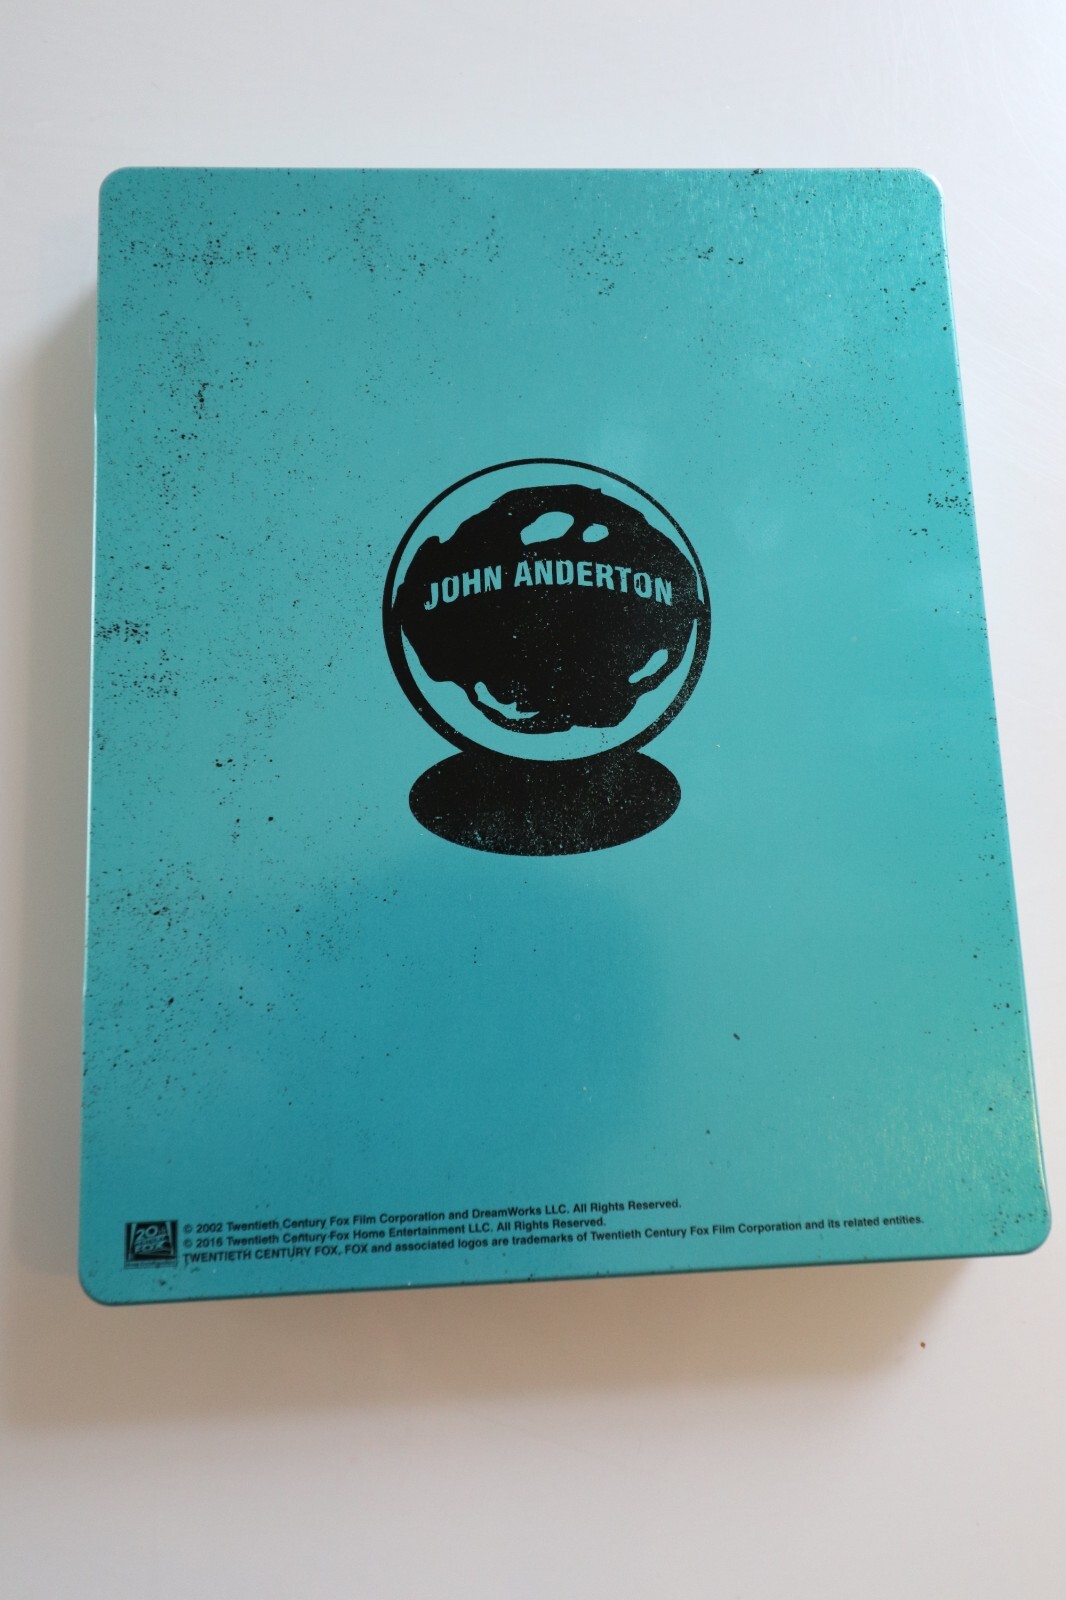 JOHN ANDERTON
© 2002 Twentieth Century Fox Film Corporation and DreamWorks LLC. All Rights Reserved.
© 2016 Twentieth Century Fox Home Entertainment LLC. All Rights Reserved.
TWENTIETH CENTURY FOX, FOX and associated logos are trademarks of Twentieth Century Fox Film Corporation and its related entities.
20
FOX